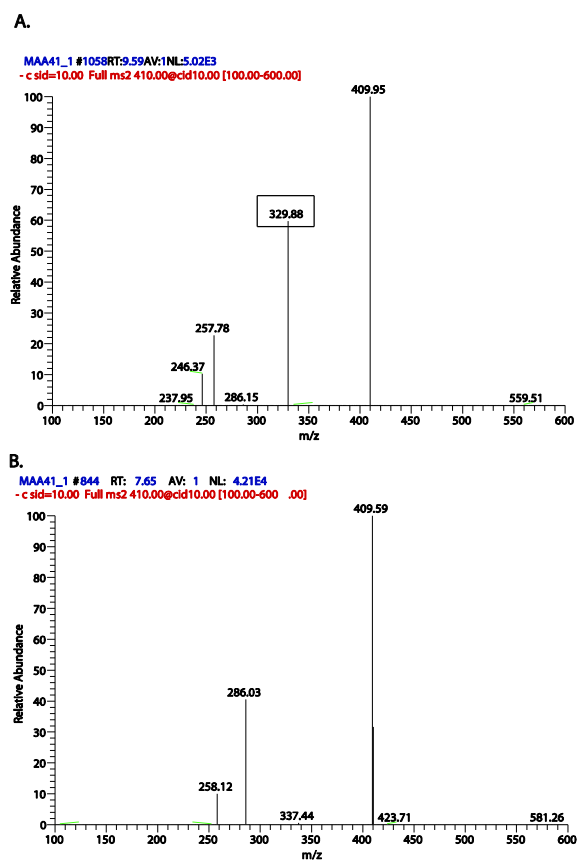 A.
MAA41_1 #1058RT:9.59AV:1NL:5.02E3
- c sid=10.00 Full ms2 410.00@cid10.00 [100.00-600.00]
409.95
100
90
80
70
329.88
60
50
40
30
257.78
20
246.37
10
237.95
286.15
559.51
0
100 150 200 250 300 350 400 450 500 550 600
m/z
Relative Abundance
B.
MAA41_1 #844 RT: 7.65 AV: 1 NL: 4.21E4
- c sid=10.00 Full ms2 410.00@cid10.00 [100.00-600 .00]
409.59
100
90
80
70
60
50
286.03
40
30
20
258.12
10
337.44
423.71
581.26
0
100 150 200 250 300 350 400 450 500 550 600
m/z
Relative Abundance